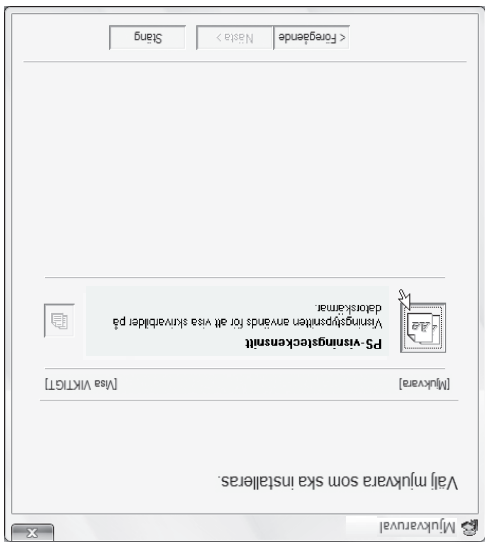 Mjukvaruval
Välj mjukvara som ska installeras.
[Mjukvara] [Visa VIKTIGT]
PS-visningsteckensnitt
Visningstypsnitten används för att visa skrivarbilder på
datorskärmar.
< Föregående Nästa > Stäng